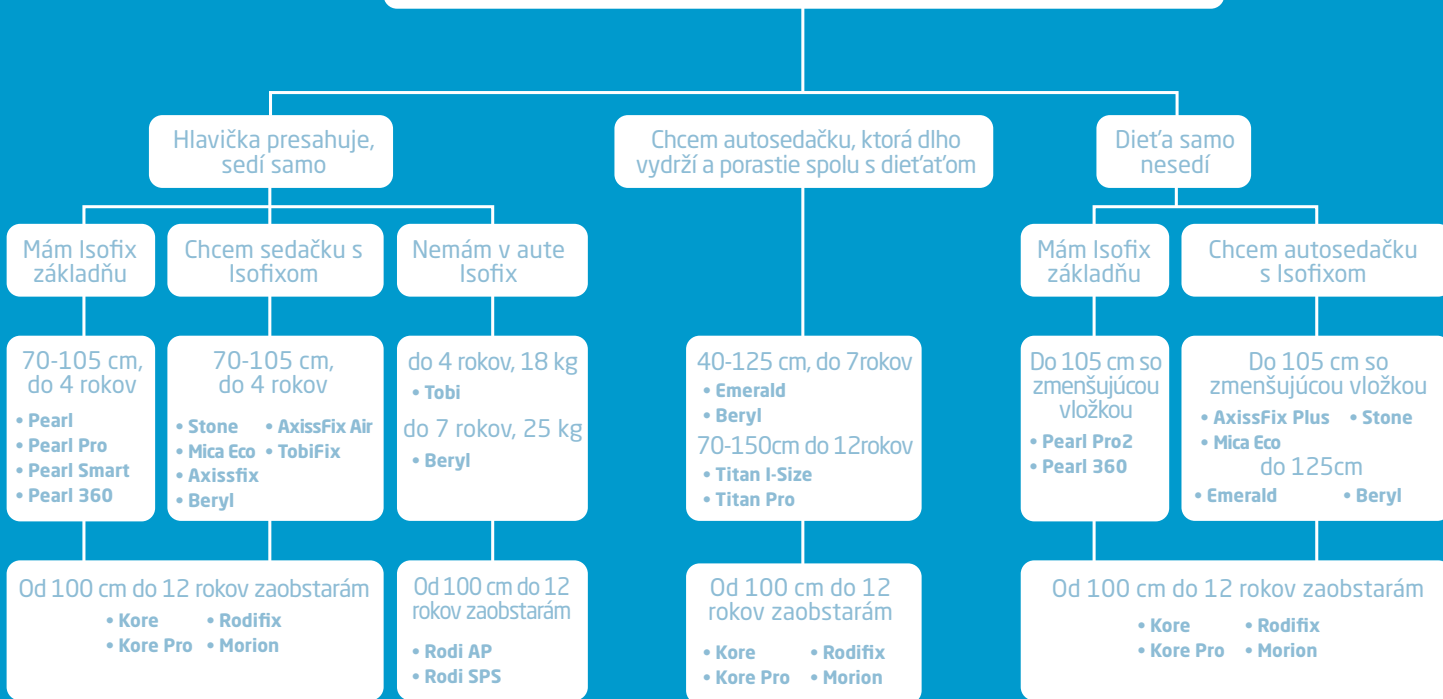 Hlavička presahuje,
sedí samo
Chcem autosedačku, ktorá dlho
vydrží a porastie spolu s dieťaťom
Dieťa samo
nesedí
Mám Isofix
základňu
Chcem sedačku s
Isofixom
Nemám v aute
Isofix
Mám Isofix
základňu
Chcem autosedačku
s Isofixom
70-105 cm,
do 4 rokov
• Pearl
• Pearl Pro
• Pearl Smart
• Pearl 360
70-105 cm,
do 4 rokov
• Stone • AxissFix Air
• Mica Eco • TobiFix
• Axissfix
• Beryl
do 4 rokov, 18 kg
• Tobi
do 7 rokov, 25 kg
• Beryl
40-125 cm, do 7rokov
• Emerald
• Beryl
70-150cm do 12rokov
• Titan I-Size
• Titan Pro
Do 105 cm so
zmenšujúcou
vložkou
• Pearl Pro2
• Pearl 360
Do 105 cm so
zmenšujúcou vložkou
• AxissFix Plus • Stone
• Mica Eco
do 125cm
• Emerald • Beryl
Od 100 cm do 12 rokov zaobstarám
• Kore • Rodifix
• Kore Pro • Morion
Od 100 cm do 12
rokov zaobstarám
• Rodi AP
• Rodi SPS
Od 100 cm do 12
rokov zaobstarám
• Kore • Rodifix
• Kore Pro • Morion
Od 100 cm do 12 rokov zaobstarám
• Kore • Rodifix
• Kore Pro • Morion